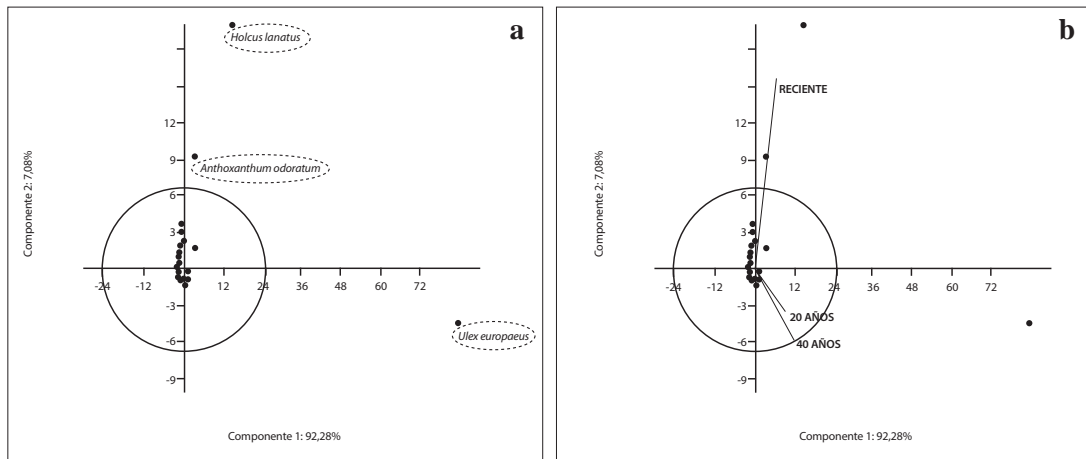 a
Holcus lanatus
12
9
Anthoxanthum odoratum
6
3
-24
-12
12
24
36
48
60
72
-3
-6
-9
Ulex europaeus
Componente 2: 7,08%
Componente 1: 92,28%
b
RECIENTE
12
9
6
3
-24
-12
12
24
36
48
60
72
-3
-6
-9
20 AÑOS
40 AÑOS
Componente 2: 7,08%
Componente 1: 92,28%